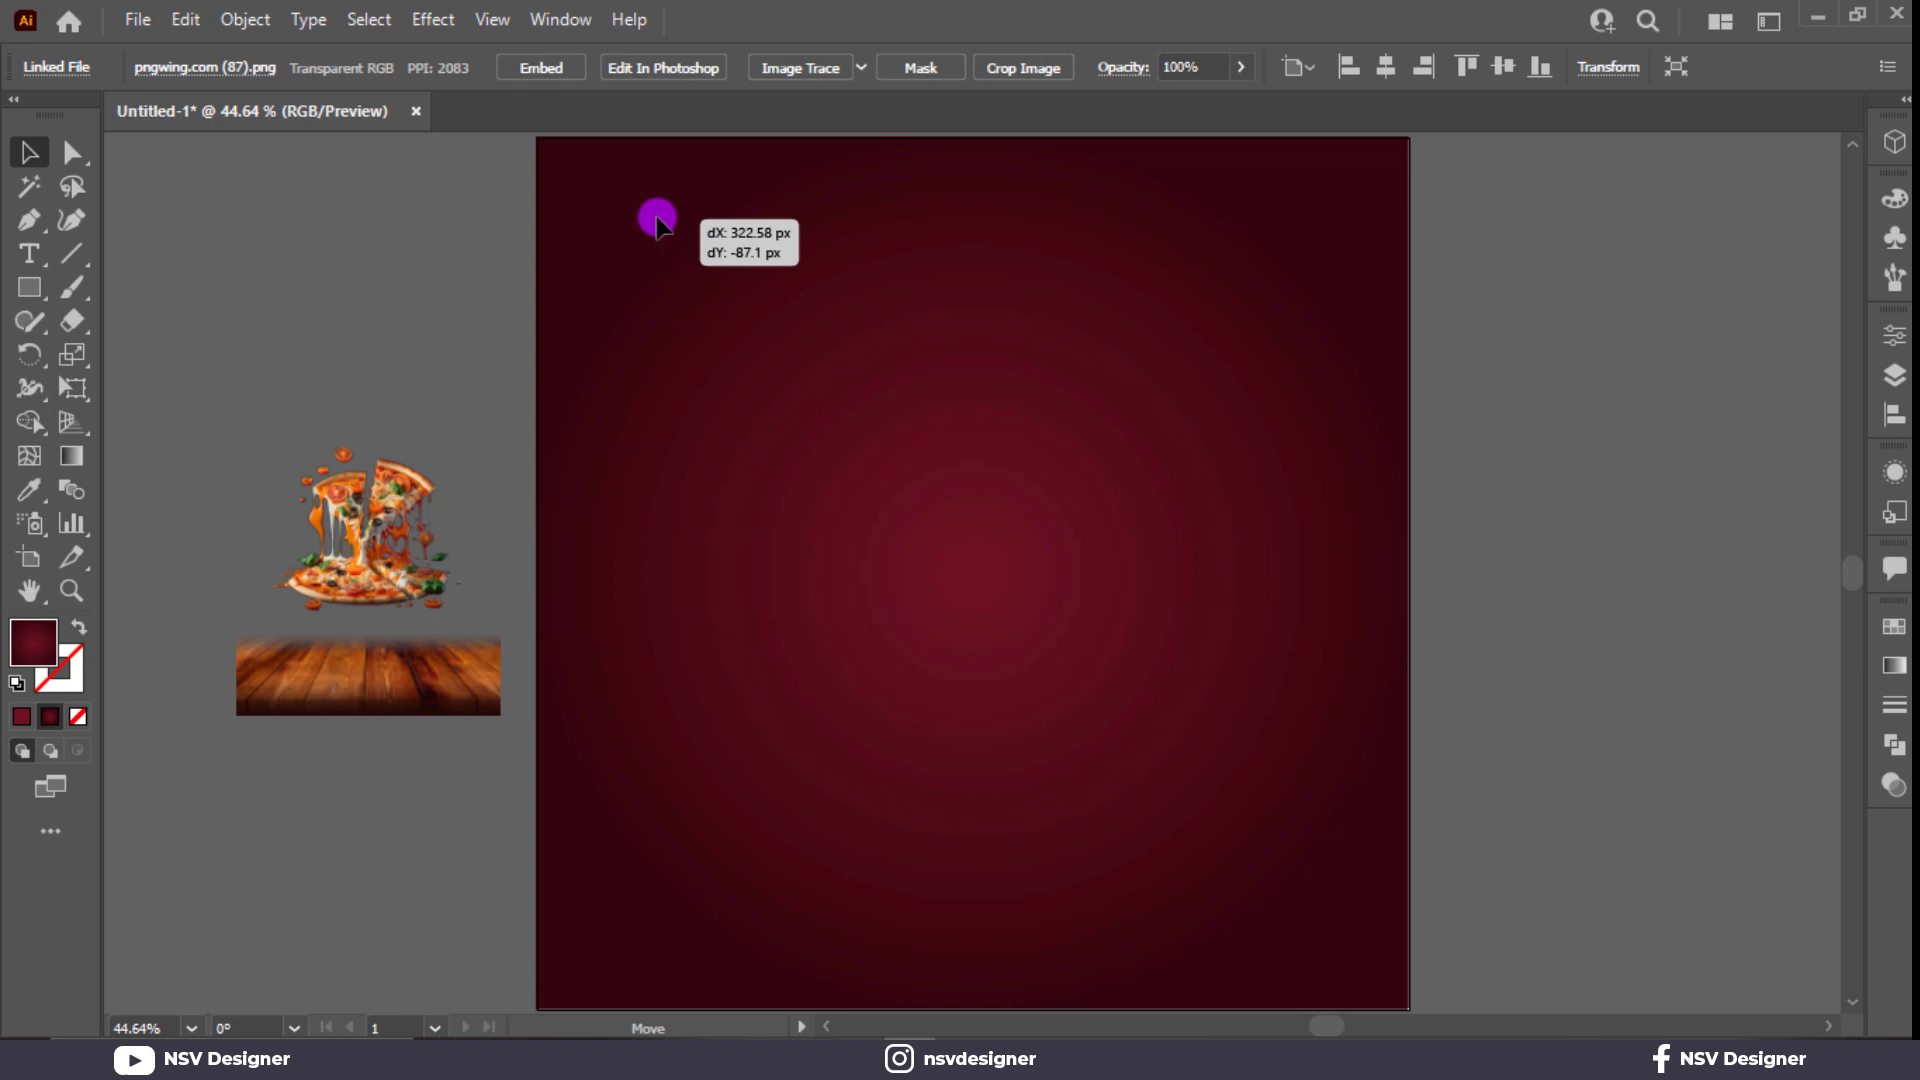 Ai File Edit Object Type Select Effect View Window Help
Linked File pngwing.com (87).png Transparent RGB PPI: 2083 Embed Edit In Photoshop Image Trace Mask Crop Image Opacity: 100% Transform
Untitled-1* @ 44.64 % (RGB/Preview) ×
dX: 322.58 px
dY: -87.1 px
44.64% 0° 1 Move
NSV Designer nsvdesigner NSV Designer